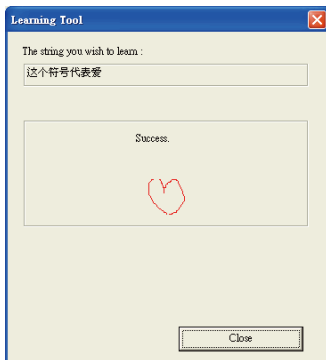 Learning Tool
The string you wish to learn :
这个符号代表爱
Success.
Close